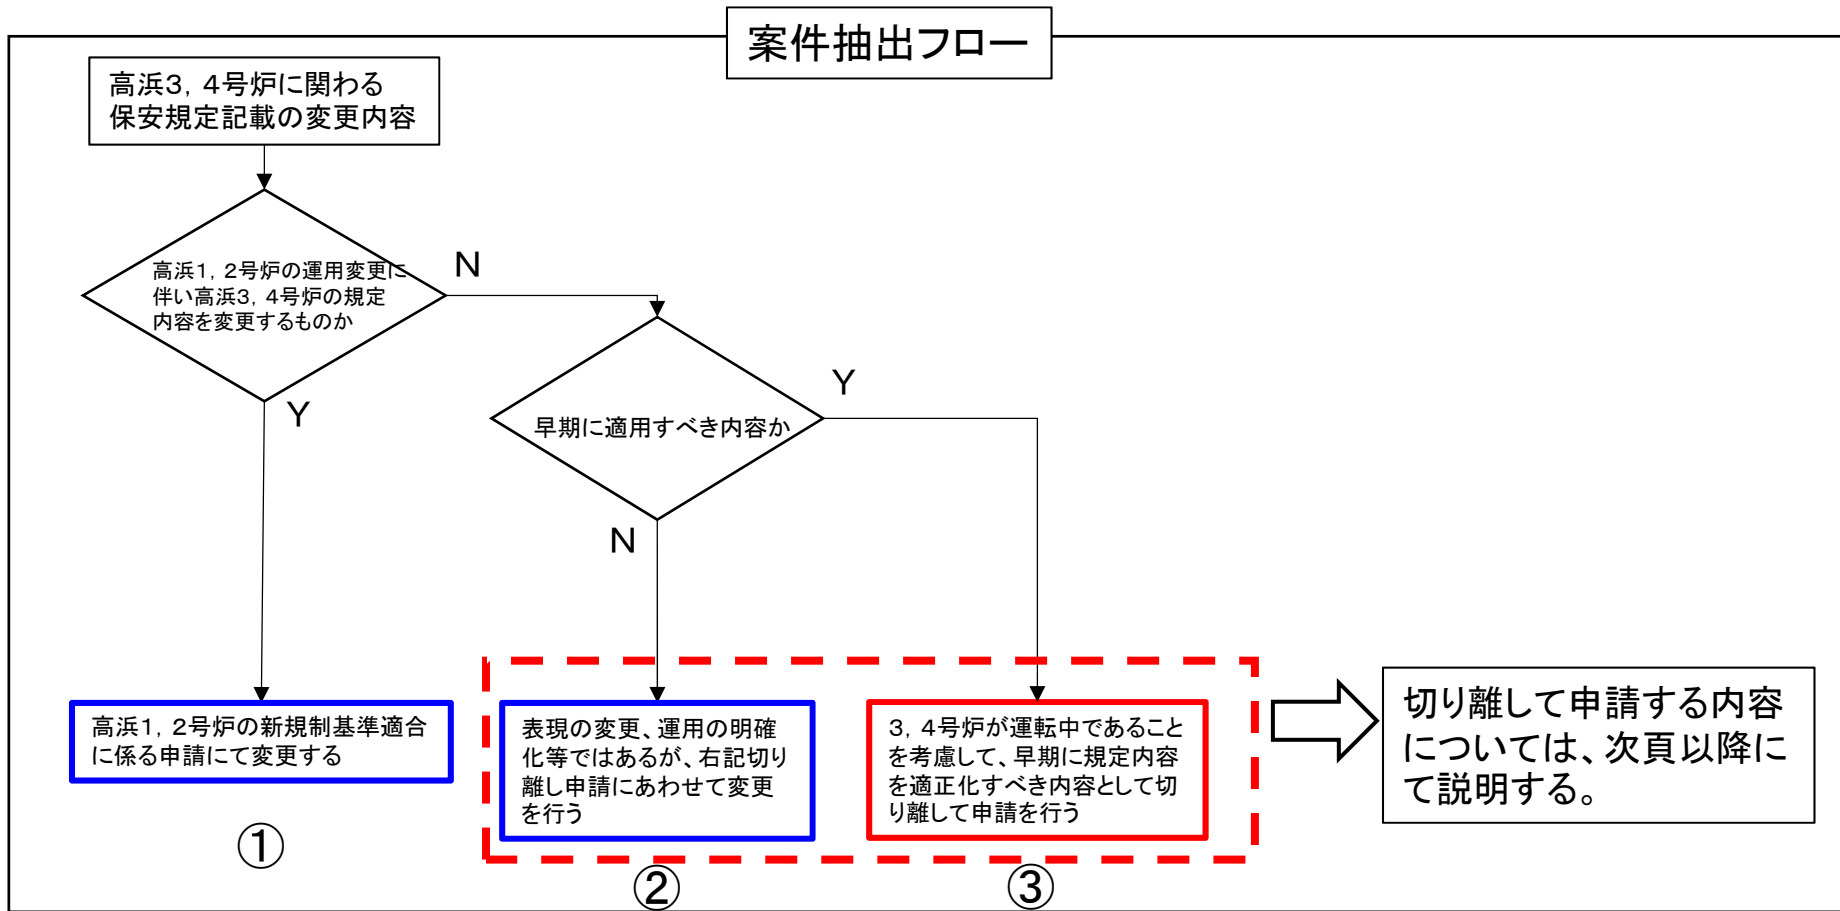 案件抽出フロー
高浜3，4号炉に関わる
保安規定記載の変更内容
高浜1，2号炉の運用変更に
伴い高浜3，4号炉の規定
内容を変更するものか
N
Y
早期に適用すべき内容か
Y
N
高浜1，2号炉の新規制基準適合
に係る申請にて変更する
①
表現の変更、運用の明確
化等ではあるが、右記切り
離し申請にあわせて変更
を行う
②
3，4号炉が運転中であること
を考慮して、早期に規定内容
を適正化すべき内容として切
り離して申請を行う
③
切り離して申請する内容
については、次頁以降に
て説明する。